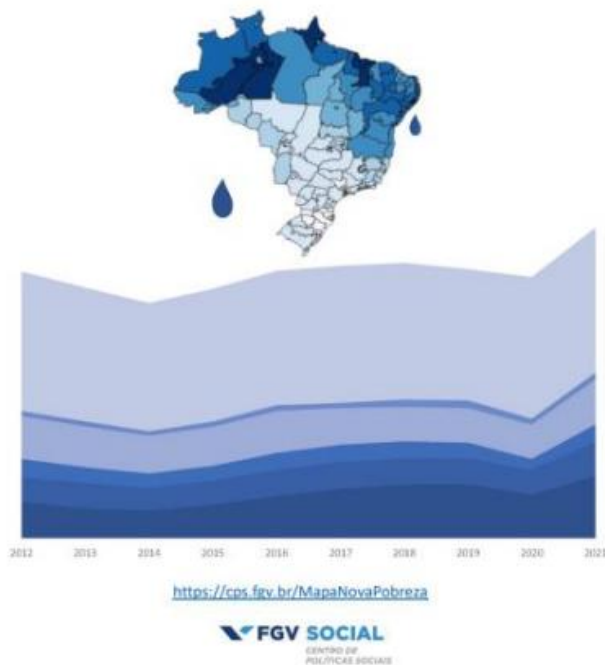 2012 2013 2014 2015 2016 2017 2018 2019 2020 2021
https://cps.fgv.br/MapaNovaPobreza
FGV SOCIAL
CENTRO DE
POLÍTICAS SOCIAIS